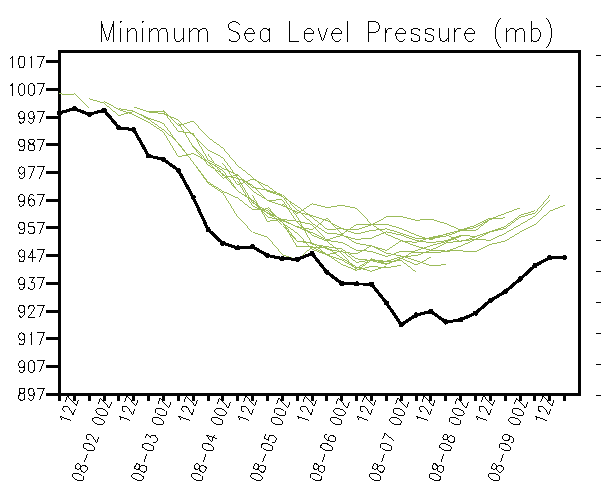 Minimum Sea Level Pressure (mb)
1017
1007
997
987
977
967
957
947
937
927
917
907
897
12Z
08-02 00Z
12Z
08-03 00Z
12Z
08-04 00Z
12Z
08-05 00Z
12Z
08-06 00Z
12Z
08-07 00Z
12Z
08-08 00Z
12Z
08-09 00Z
12Z